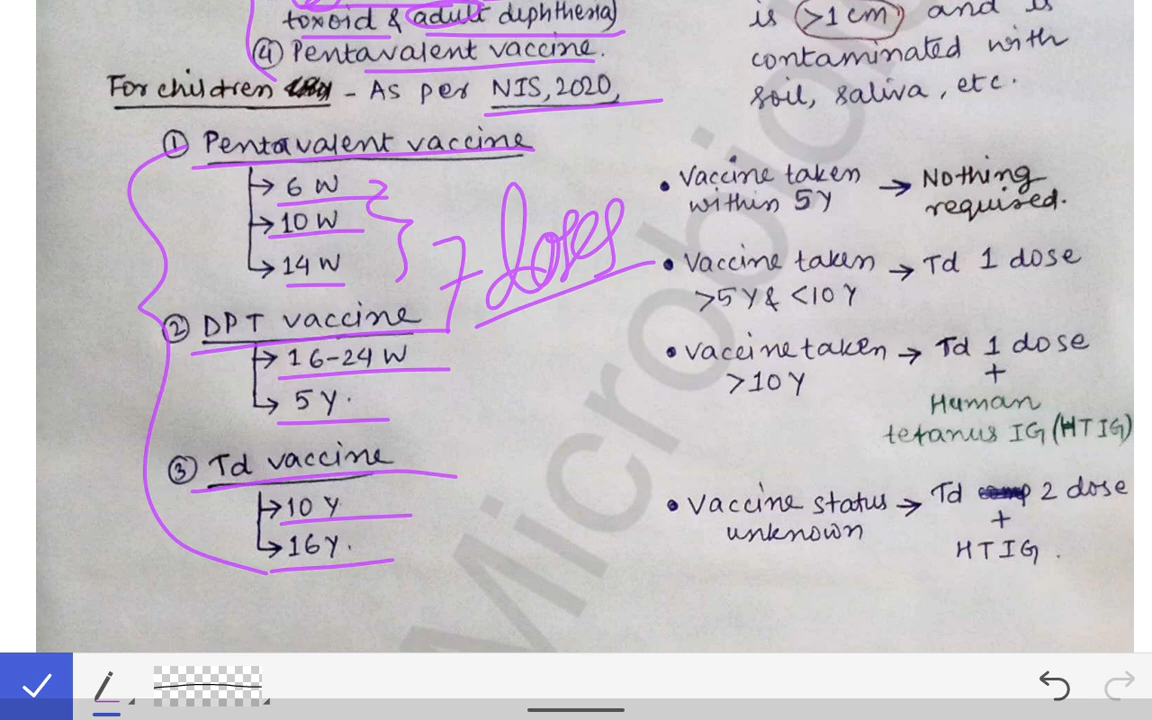 toxoid & adult diphtheria)
④ Pentavalent vaccine.
For children - As per NIS, 2020,
① Pentavalent vaccine
→ 6 W
→ 10 W
→ 14 W
7 doses
② DPT vaccine
→ 16-24 W
→ 5 Y.
③ Td vaccine
→ 10 Y
→ 16 Y.
is >1 cm and is
contaminated with
soil, saliva, etc.
• Vaccine taken → Nothing
within 5Y required.
• Vaccine taken → Td 1 dose
>5Y & <10 Y
• vaccine taken → Td 1 dose
>10 Y +
Human
tetanus IG (HTIG)
• Vaccine status → Td 2 dose
unknown +
HTIG.
Microbio